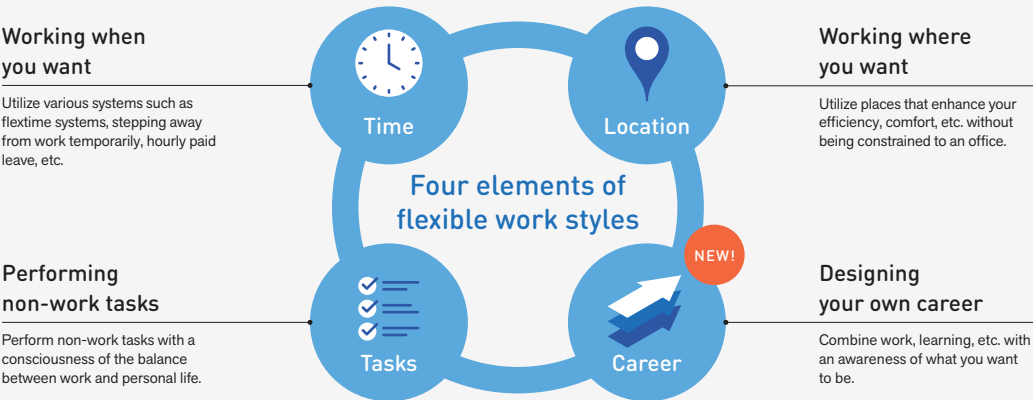 Working when
you want
Utilize various systems such as
flextime systems, stepping away
from work temporarily, hourly paid
leave, etc.
Time
Location
Working where
you want
Utilize places that enhance your
efficiency, comfort, etc. without
being constrained to an office.
Four elements of
flexible work styles
Performing
non-work tasks
Perform non-work tasks with a
consciousness of the balance
between work and personal life.
Tasks
NEW!
Career
Designing
your own career
Combine work, learning, etc. with
an awareness of what you want
to be.